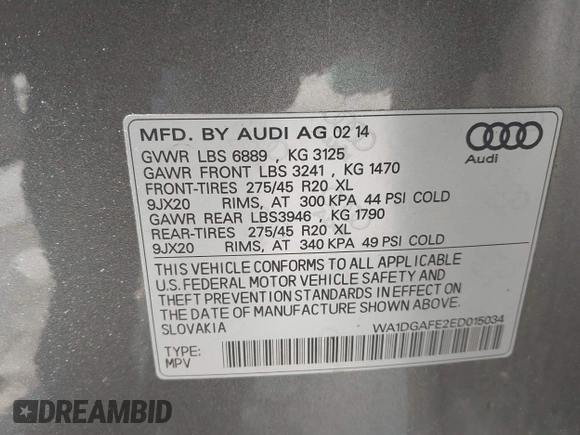 MFD. BY AUDI AG 02 14
GVWR LBS 6889 , KG 3125
GAWR FRONT LBS 3241 , KG 1470
FRONT-TIRES 275/45 R20 XL
9JX20 RIMS, AT 300 KPA 44 PSI COLD
GAWR REAR LBS3946 , KG 1790
REAR-TIRES 275/45 R20 XL
9JX20 RIMS, AT 340 KPA 49 PSI COLD
Audi
THIS VEHICLE CONFORMS TO ALL APPLICABLE
U.S. FEDERAL MOTOR VEHICLE SAFETY AND
THEFT PREVENTION STANDARDS IN EFFECT ON
THE DATE OF MANUFACTURE SHOWN ABOVE.
SLOVAKIA
WA1DGAFE2ED015034
TYPE:
MPV
DREAMBID